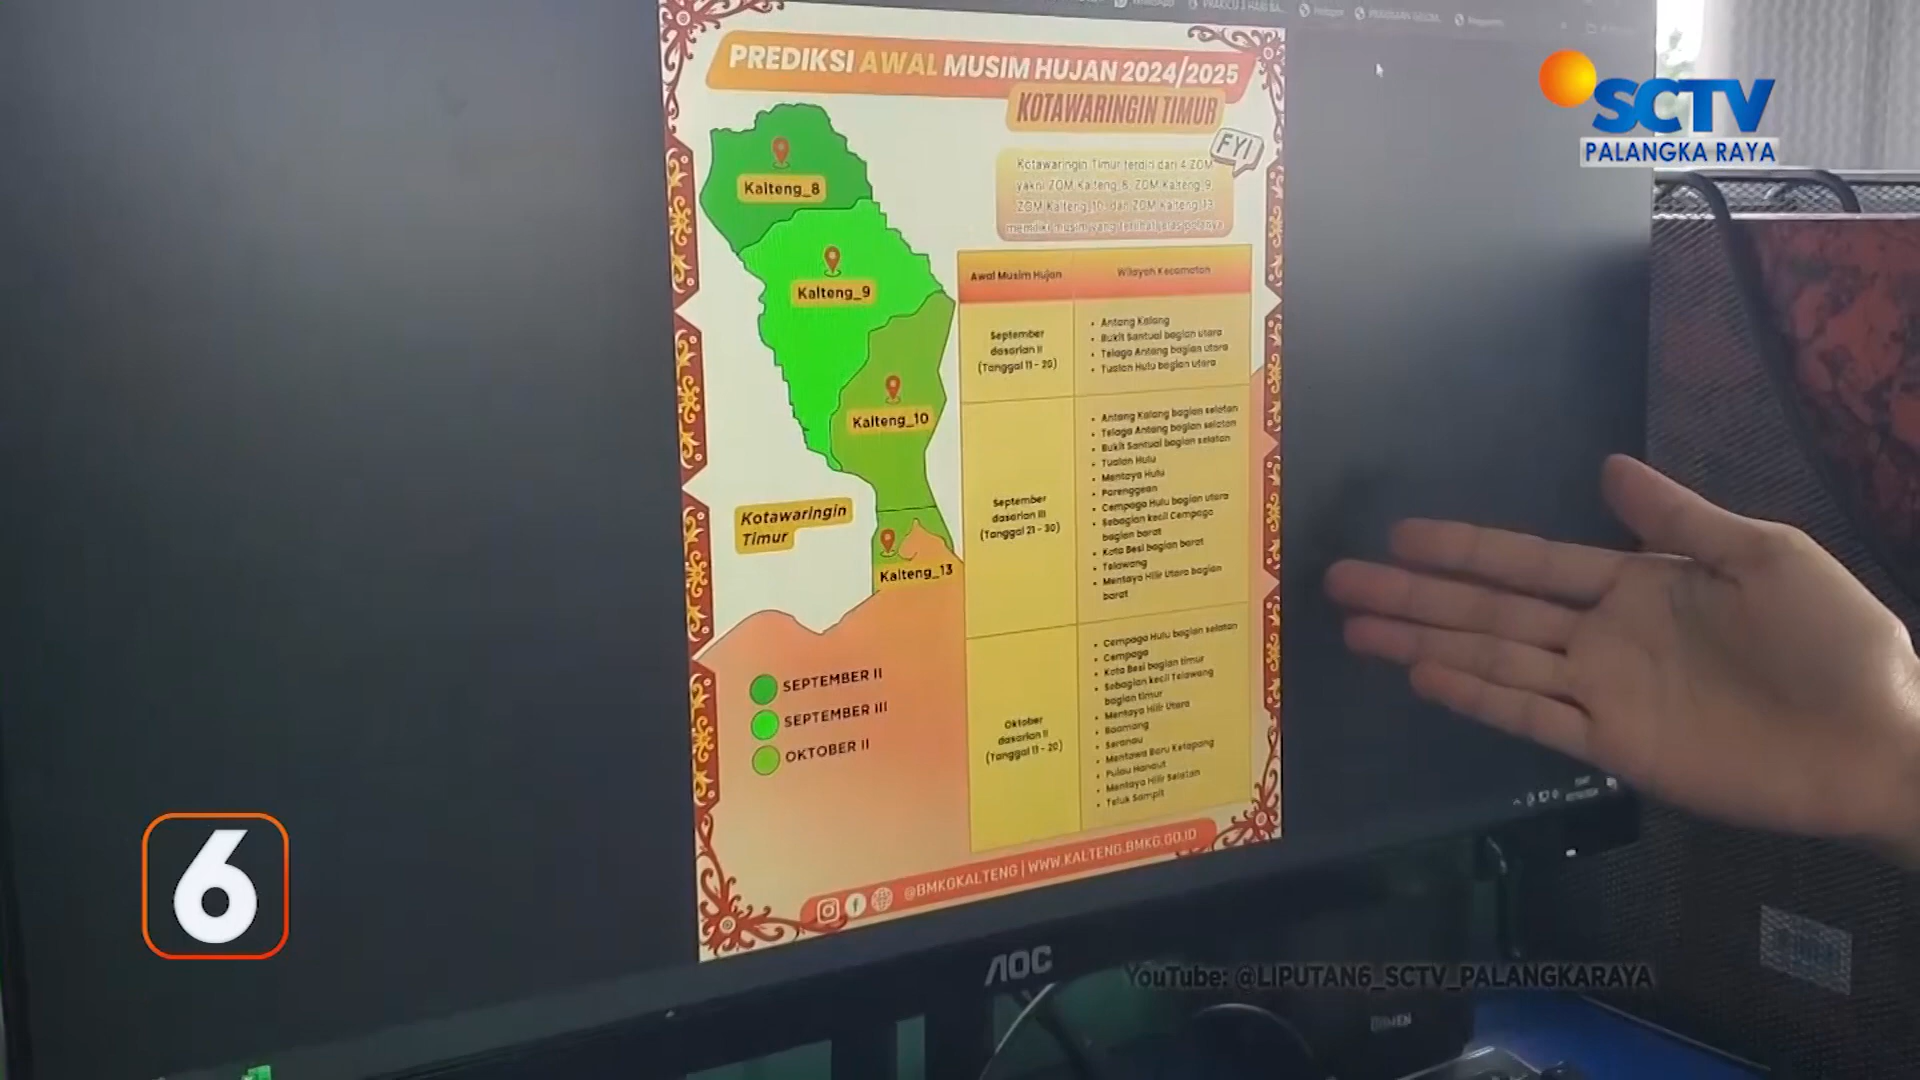 WhatsApp
PREDIKSI AWAL MUSIM HUJAN 2024/2025
KOTAWARINGIN TIMUR
FYI
Kotawaringin Timur terdiri dari 4 ZOM
yakni ZOM Kalteng_8, ZOM Kalteng_9,
ZOM Kalteng_10, dan ZOM Kalteng_13
memiliki musim yang terlihat jelas polanya
Kalteng_8
Kalteng_9
Kalteng_10
Kalteng_13
Kotawaringin
Timur
SEPTEMBER II
SEPTEMBER III
OKTOBER II
Awal Musim Hujan
Wilayah Kecamatan
September
dasarian II
(Tanggal 11 - 20)
• Antang Kalang
• Bukit Santuai bagian utara
• Telaga Antang bagian utara
• Tualan Hulu bagian utara
September
dasarian III
(Tanggal 21 - 30)
• Antang Kalang bagian selatan
• Telaga Antang bagian selatan
• Bukit Santuai bagian selatan
• Tualan Hulu
• Mentaya Hulu
• Parenggean
• Cempaga Hulu bagian utara
• Sebagian kecil Cempaga
bagian barat
• Kota Besi bagian barat
• Telawang
• Mentaya Hilir Utara bagian
barat
Oktober
dasarian II
(Tanggal 11 - 20)
• Cempaga Hulu bagian selatan
• Cempaga
• Kota Besi bagian timur
• Sebagian kecil Telawang
bagian timur
• Mentaya Hilir Utara
• Baamang
• Seranau
• Mentawa Baru Ketapang
• Pulau Hanaut
• Mentaya Hilir Selatan
• Teluk Sampit
@BMKGKALTENG | WWW.KALTENG.BMKG.GO.ID
AOC
SCTV
PALANGKA RAYA
6
YouTube: @LIPUTAN6_SCTV_PALANGKARAYA